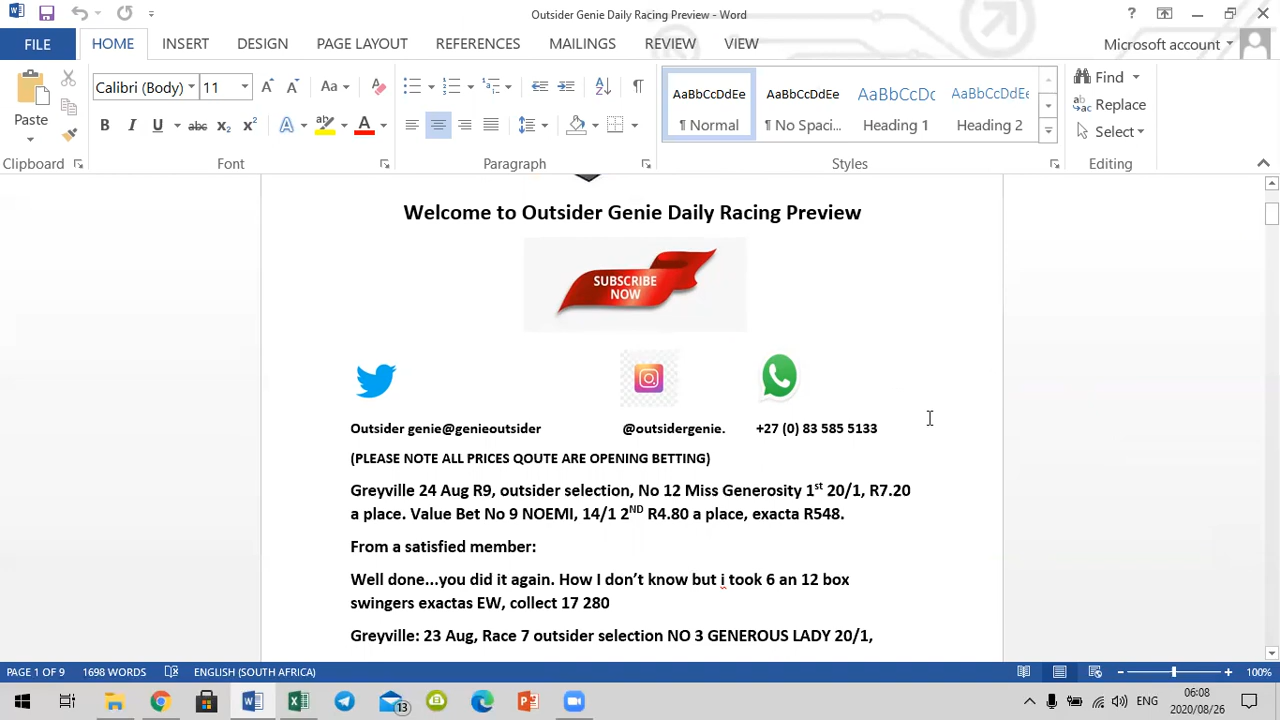 Outsider Genie Daily Racing Preview - Word
?
FILE HOME INSERT DESIGN PAGE LAYOUT REFERENCES MAILINGS REVIEW VIEW Microsoft account
Paste
Calibri (Body) 11
Aa
B I U abc x₂ x² A A
¶
AaBbCcDdEe AaBbCcDdEe AaBbCcDc AaBbCcDdEe
¶ Normal ¶ No Spaci... Heading 1 Heading 2
Find
Replace
Select
Clipboard Font Paragraph Styles Editing
Welcome to Outsider Genie Daily Racing Preview
SUBSCRIBE
NOW
Outsider genie@genieoutsider @outsidergenie. +27 (0) 83 585 5133
(PLEASE NOTE ALL PRICES QOUTE ARE OPENING BETTING)
Greyville 24 Aug R9, outsider selection, No 12 Miss Generosity 1st 20/1, R7.20
a place. Value Bet No 9 NOEMI, 14/1 2ND R4.80 a place, exacta R548.
From a satisfied member:
Well done...you did it again. How I don’t know but i took 6 an 12 box
swingers exactas EW, collect 17 280
Greyville: 23 Aug, Race 7 outsider selection NO 3 GENEROUS LADY 20/1,
PAGE 1 OF 9 1698 WORDS ENGLISH (SOUTH AFRICA) 100%
13
ENG
06:08
2020/08/26